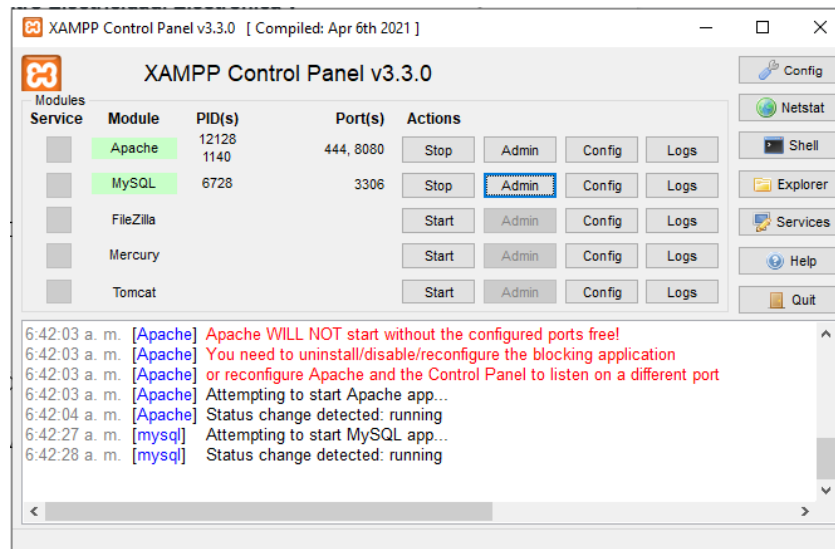 XAMPP Control Panel v3.3.0 [ Compiled: Apr 6th 2021 ]
XAMPP Control Panel v3.3.0
Config
Modules
Service Module PID(s) Port(s) Actions
Netstat
Apache 12128 1140 444, 8080 Stop Admin Config Logs
Shell
MySQL 6728 3306 Stop Admin Config Logs
Explorer
FileZilla Start Admin Config Logs
Services
Mercury Start Admin Config Logs
Help
Tomcat Start Admin Config Logs
Quit
6:42:03 a. m. [Apache] Apache WILL NOT start without the configured ports free!
6:42:03 a. m. [Apache] You need to uninstall/disable/reconfigure the blocking application
6:42:03 a. m. [Apache] or reconfigure Apache and the Control Panel to listen on a different port
6:42:03 a. m. [Apache] Attempting to start Apache app...
6:42:04 a. m. [Apache] Status change detected: running
6:42:27 a. m. [mysql] Attempting to start MySQL app...
6:42:28 a. m. [mysql] Status change detected: running